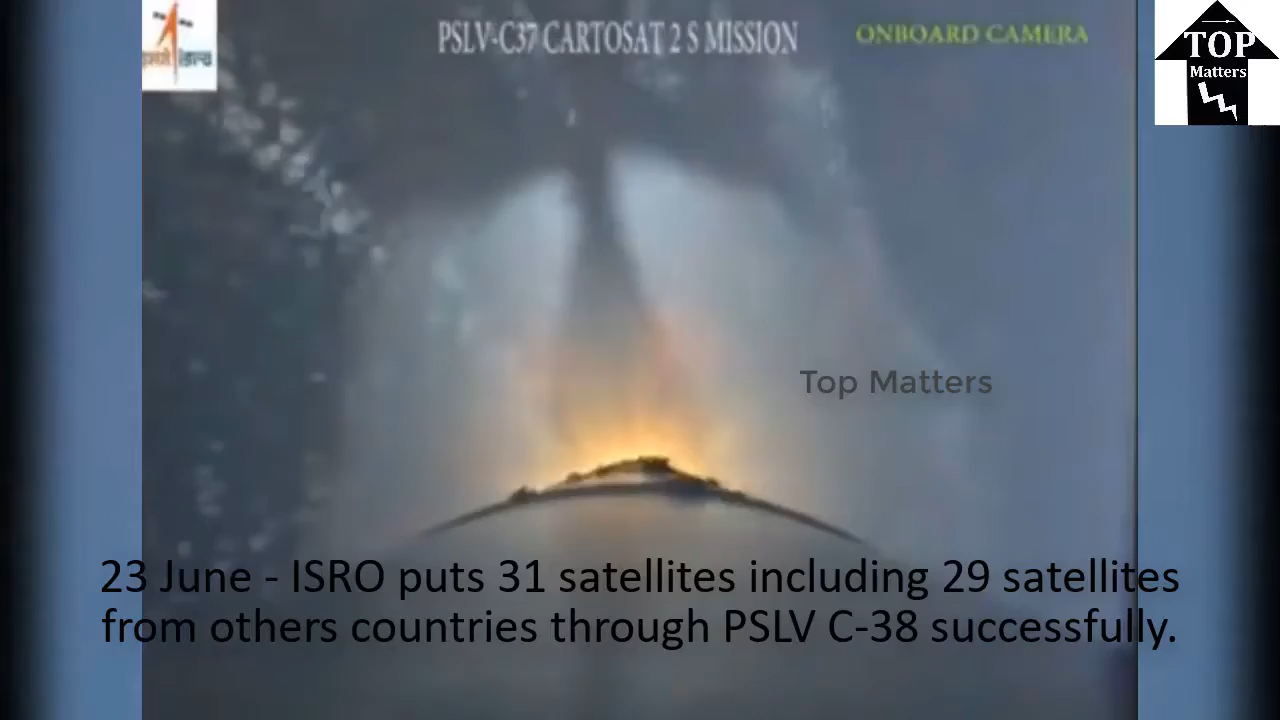 PSLV-C37 CARTOSAT 2 S MISSION
ONBOARD CAMERA
TOP
Matters
Top Matters
23 June - ISRO puts 31 satellites including 29 satellites
from others countries through PSLV C-38 successfully.